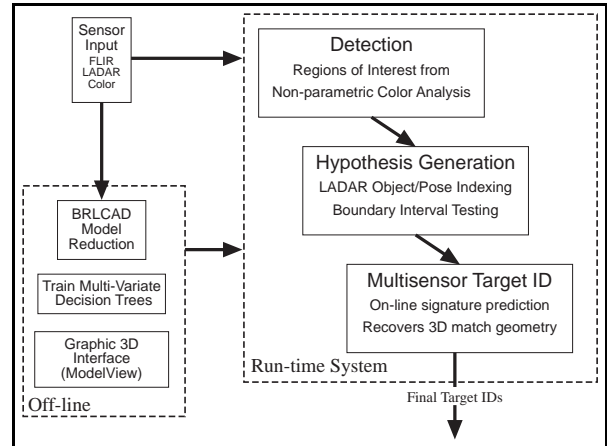 Sensor
Input
FLIR
LADAR
Color
Detection
Regions of Interest from
Non-parametric Color Analysis
Hypothesis Generation
LADAR Object/Pose Indexing
Boundary Interval Testing
Multisensor Target ID
On-line signature prediction
Recovers 3D match geometry
Run-time System
BRLCAD
Model
Reduction
Train Multi-Variate
Decision Trees
Graphic 3D
Interface
(ModelView)
Off-line
Final Target IDs